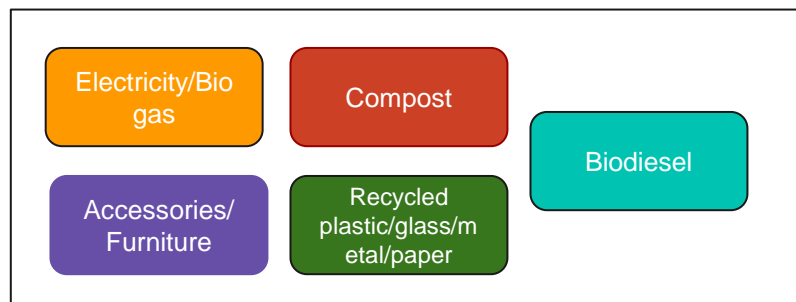 Electricity/Bio
gas
Compost
Biodiesel
Accessories/
Furniture
Recycled
plastic/glass/m
etal/paper